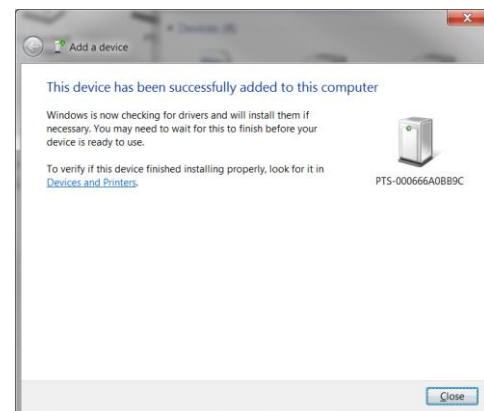 Devices (8)
Add a device
This device has been successfully added to this computer
Windows is now checking for drivers and will install them if
necessary. You may need to wait for this to finish before your
device is ready to use.
To verify if this device finished installing properly, look for it in
Devices and Printers.
PTS-000666A0BB9C
Close